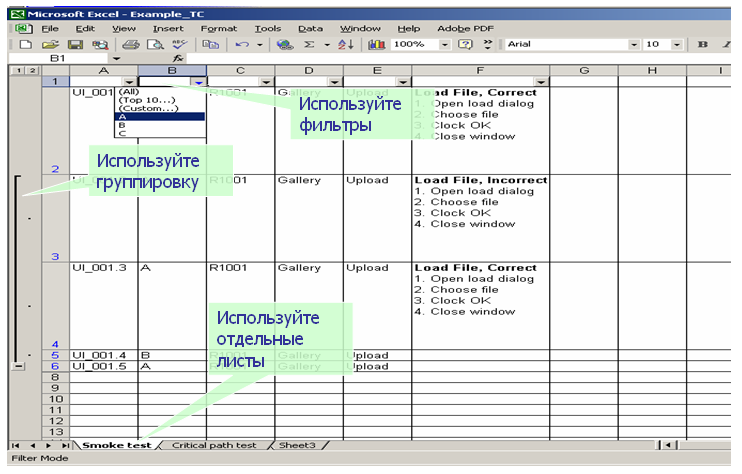 Microsoft Excel - Example_TC
File Edit View Insert Format Tools Data Window Help Adobe PDF
100% Arial 10 B
B1 fx
1 2 A B C D E F G H I
1
UI_001 R1001 Gallery Upload Load File, Correct
(All)
(Top 10...)
(Custom...)
A
B
C
1. Open load dialog
2. Choose file
3. Clock OK
4. Close window
Используйте
фильтры
2
Используйте
группировку
R1001 Gallery Upload Load File, Incorrect
1. Open load dialog
2. Choose file
3. Clock OK
4. Close window
3
UI_001.3 A R1001 Gallery Upload Load File, Correct
1. Open load dialog
2. Choose file
3. Clock OK
4. Close window
Используйте
отдельные
листы
4
5 UI_001.4 B R1001 Gallery Upload
6 UI_001.5 A Gallery Upload
8
9
10
11
12
13
Smoke test Critical path test Sheet3
Filter Mode